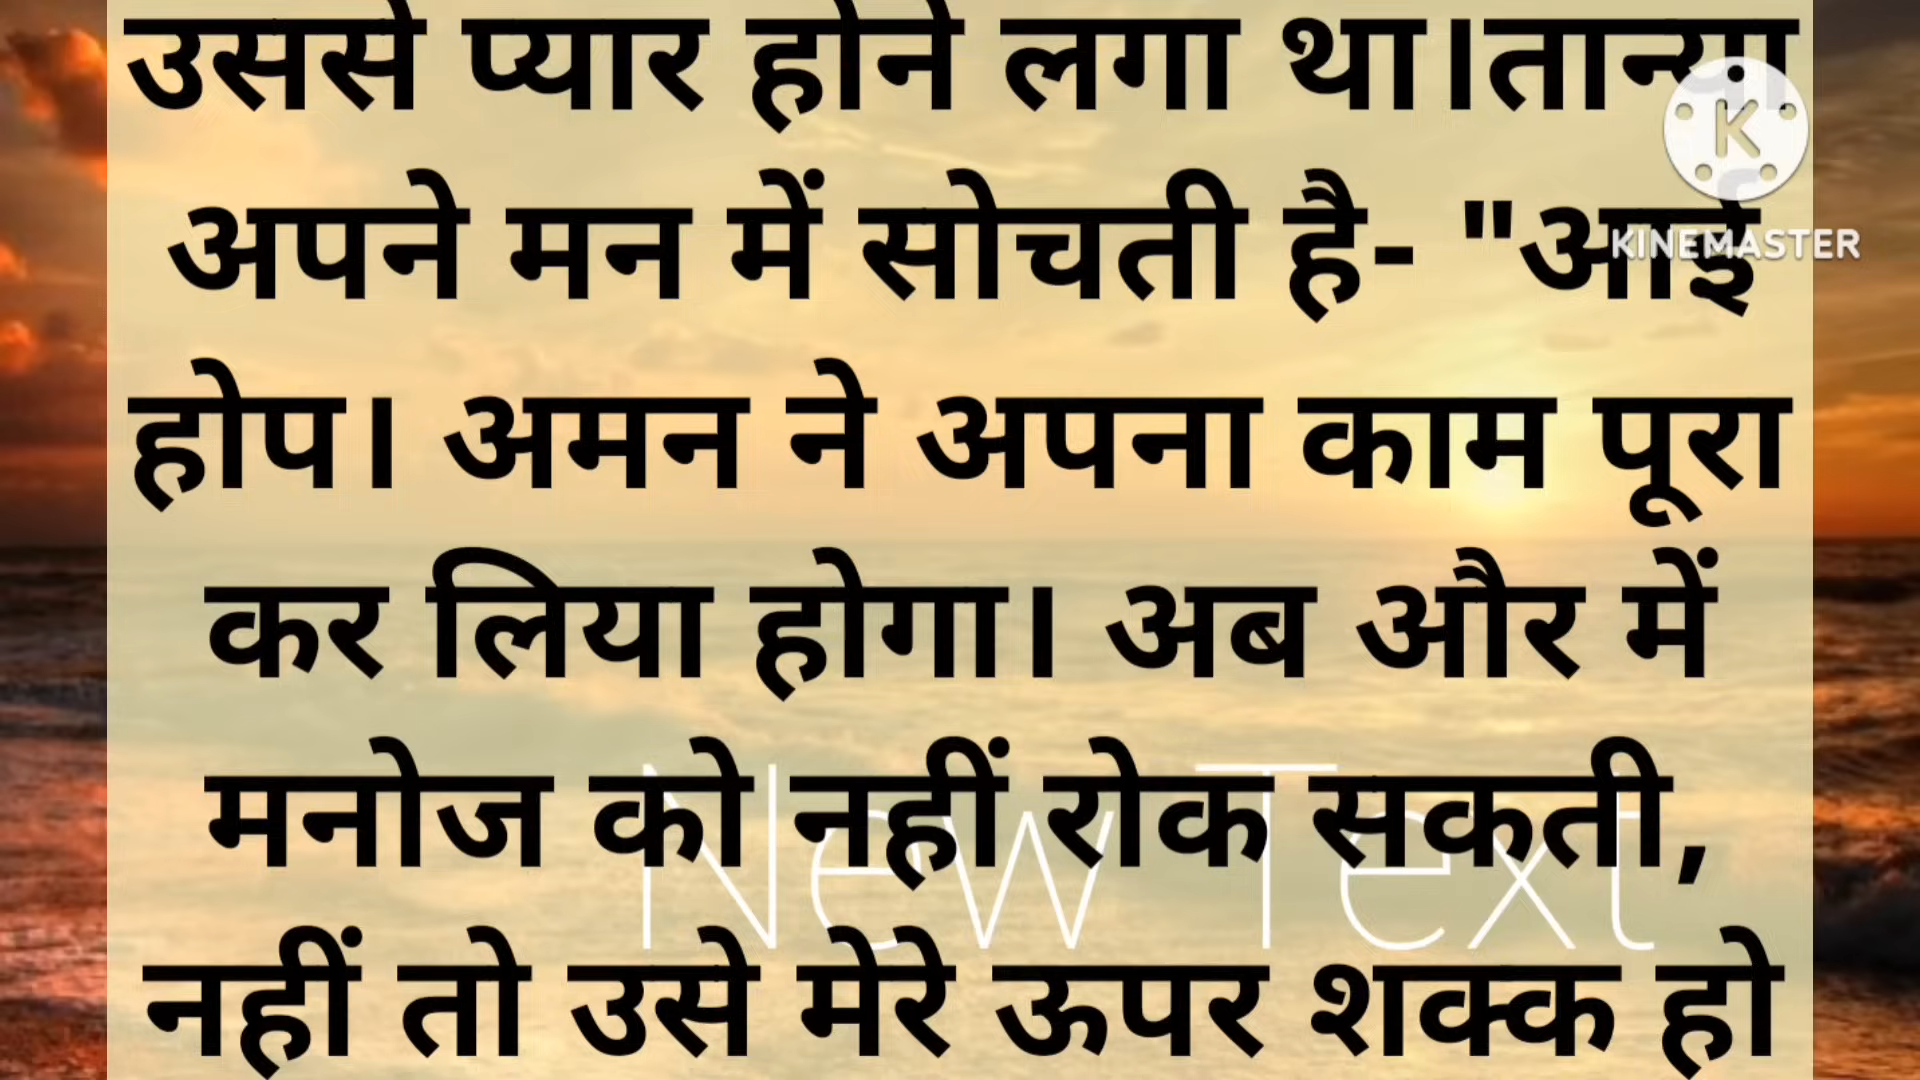 उससे प्यार होने लगा था।तान्या
अपने मन में सोचती है- "आई
होप। अमन ने अपना काम पूरा
कर लिया होगा। अब और में
मनोज को नहीं रोक सकती,
नहीं तो उसे मेरे ऊपर शक्क हो
K
KINEMASTER
New Text